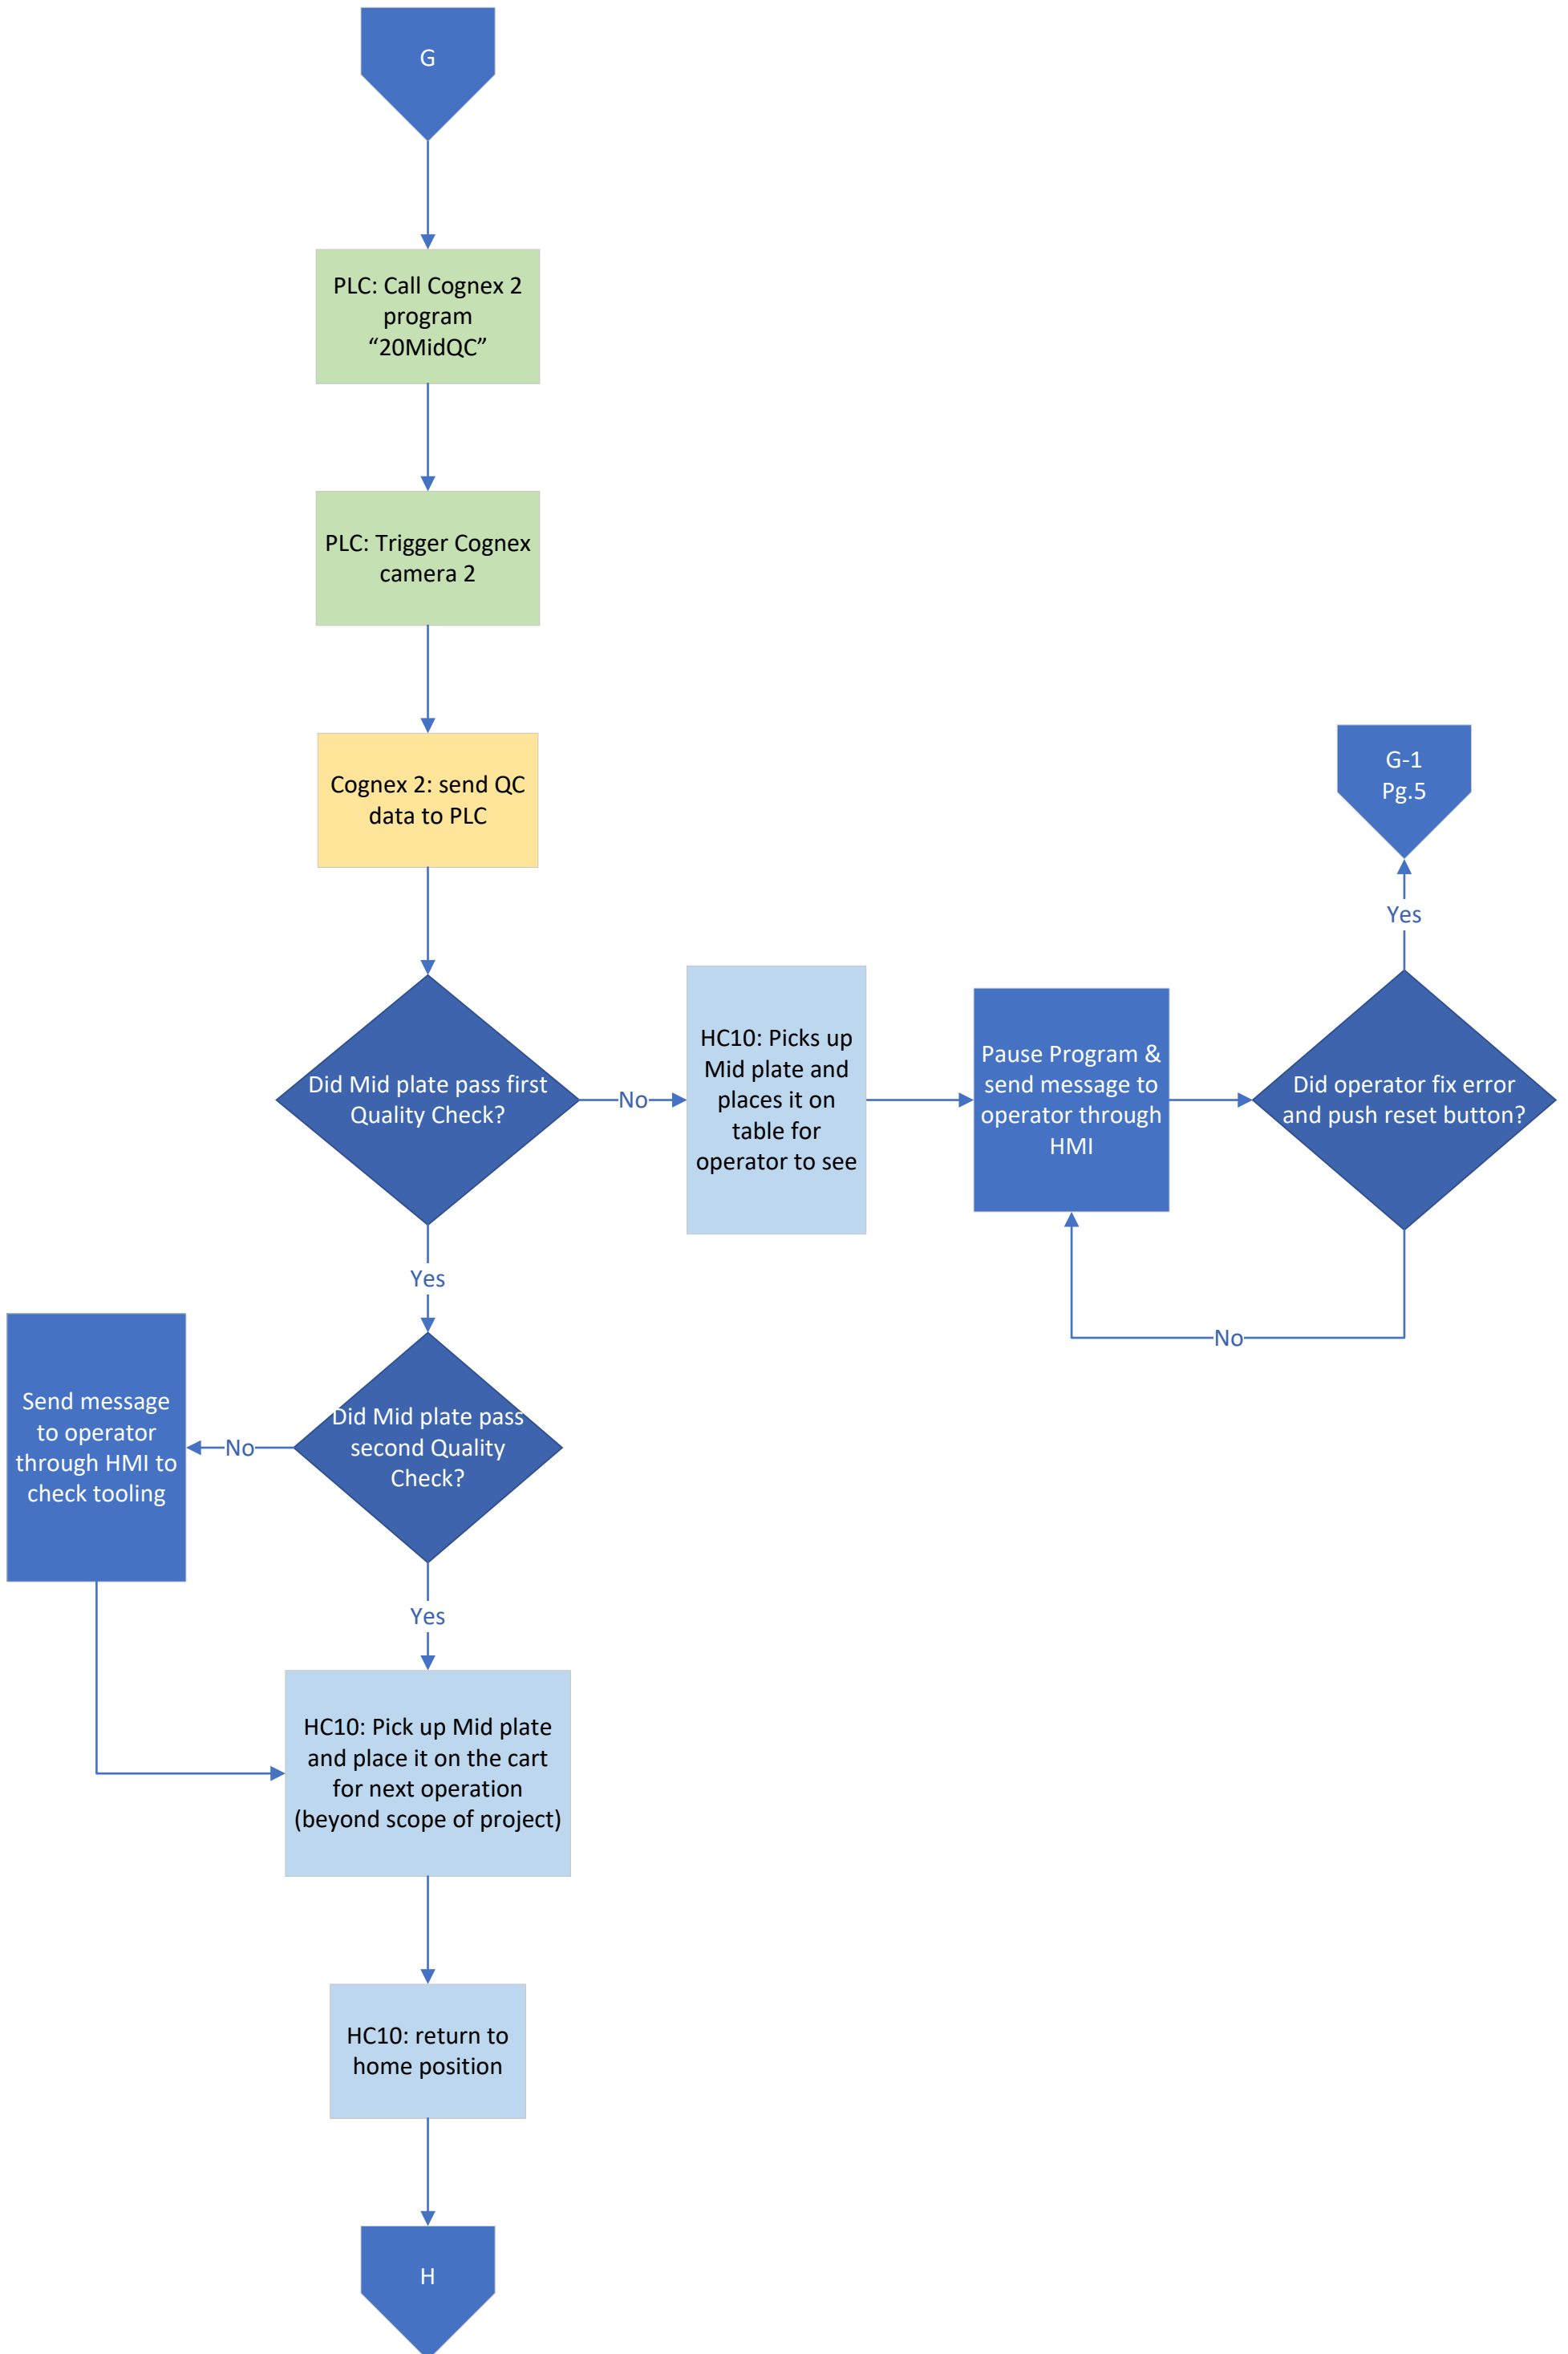 G
PLC: Call Cognex 2
program
“20MidQC”
PLC: Trigger Cognex
camera 2
Cognex 2: send QC
data to PLC
G-1
Pg.5
Yes
Did Mid plate pass first
Quality Check?
No
HC10: Picks up
Mid plate and
places it on
table for
operator to see
Pause Program &
send message to
operator through
HMI
Did operator fix error
and push reset button?
No
Yes
Send message
to operator
through HMI to
check tooling
No
Did Mid plate pass
second Quality
Check?
Yes
HC10: Pick up Mid plate
and place it on the cart
for next operation
(beyond scope of project)
HC10: return to
home position
H